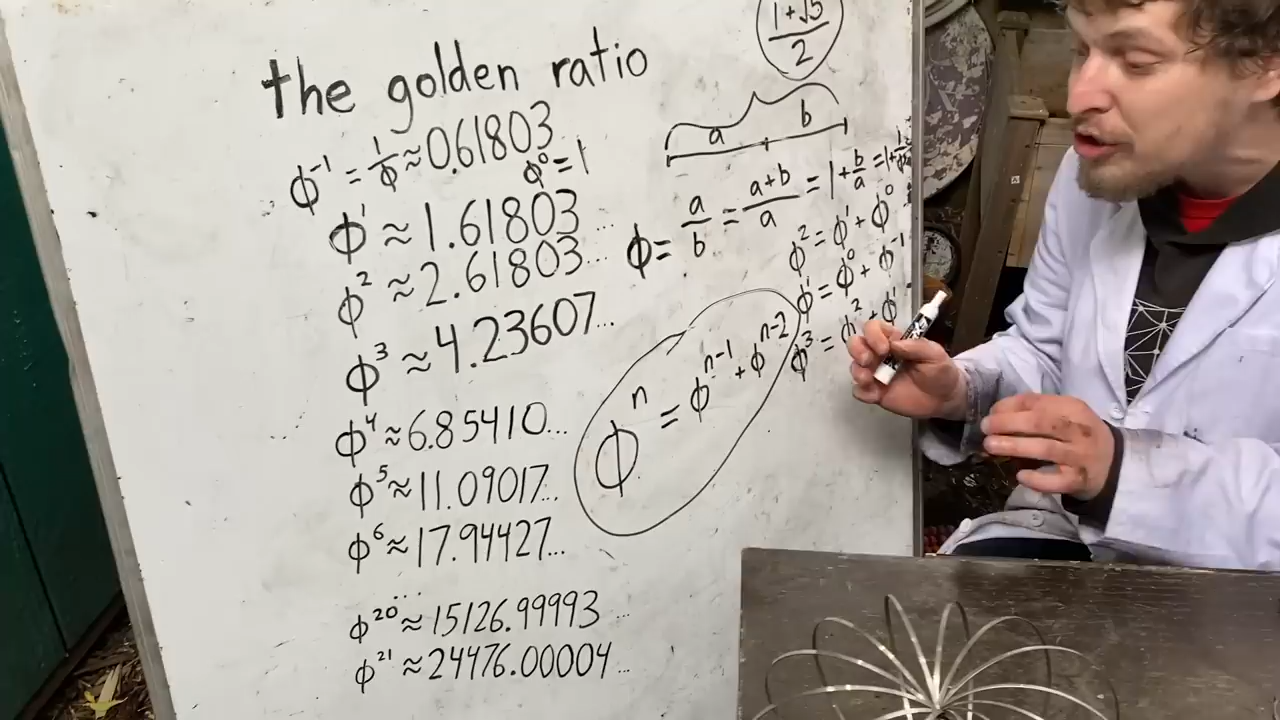 the golden ratio
1+√5
2
ϕ⁻¹ = 1/ϕ ≈ 0.61803
ϕ⁰ = 1
ϕ¹ ≈ 1.61803...
ϕ² ≈ 2.61803...
ϕ³ ≈ 4.23607...
ϕ⁴ ≈ 6.85410...
ϕ⁵ ≈ 11.09017...
ϕ⁶ ≈ 17.94427...
...
ϕ²⁰ ≈ 15126.99993...
ϕ²¹ ≈ 24476.00004...
a b
ϕ = a/b = a+b/a = 1 + b/a = 1 + 1/ϕ
ϕ² = ϕ¹ + ϕ⁰
ϕ¹ = ϕ⁰ + ϕ⁻¹
ϕ³ = ϕ² + ϕ¹
ϕⁿ = ϕⁿ⁻¹ + ϕⁿ⁻²